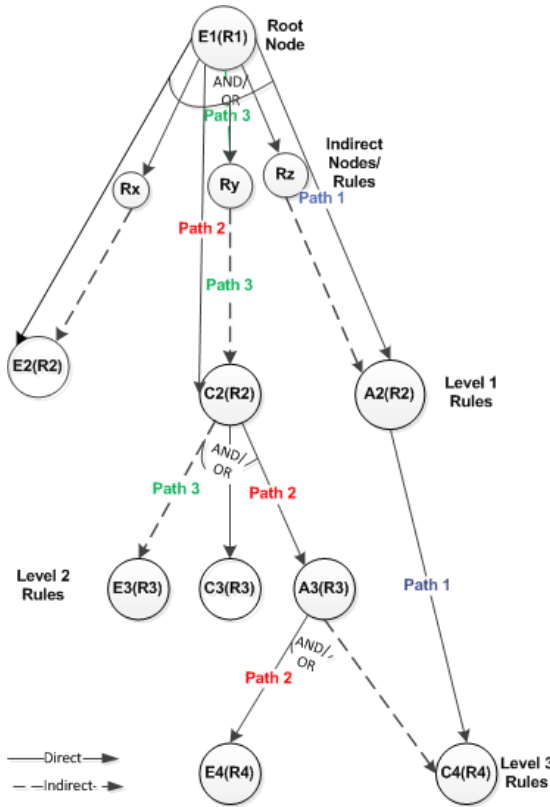 E1(R1)
Root
Node
AND/
OR
Path 3
Indirect
Nodes/
Rules
Rx
Ry
Rz
Path 1
Path 2
Path 3
E2(R2)
C2(R2)
A2(R2)
Level 1
Rules
AND/
OR
Path 3
Path 2
Level 2
Rules
E3(R3)
C3(R3)
A3(R3)
Path 1
AND/
OR
Path 2
E4(R4)
C4(R4)
Level 3
Rules
Direct
Indirect